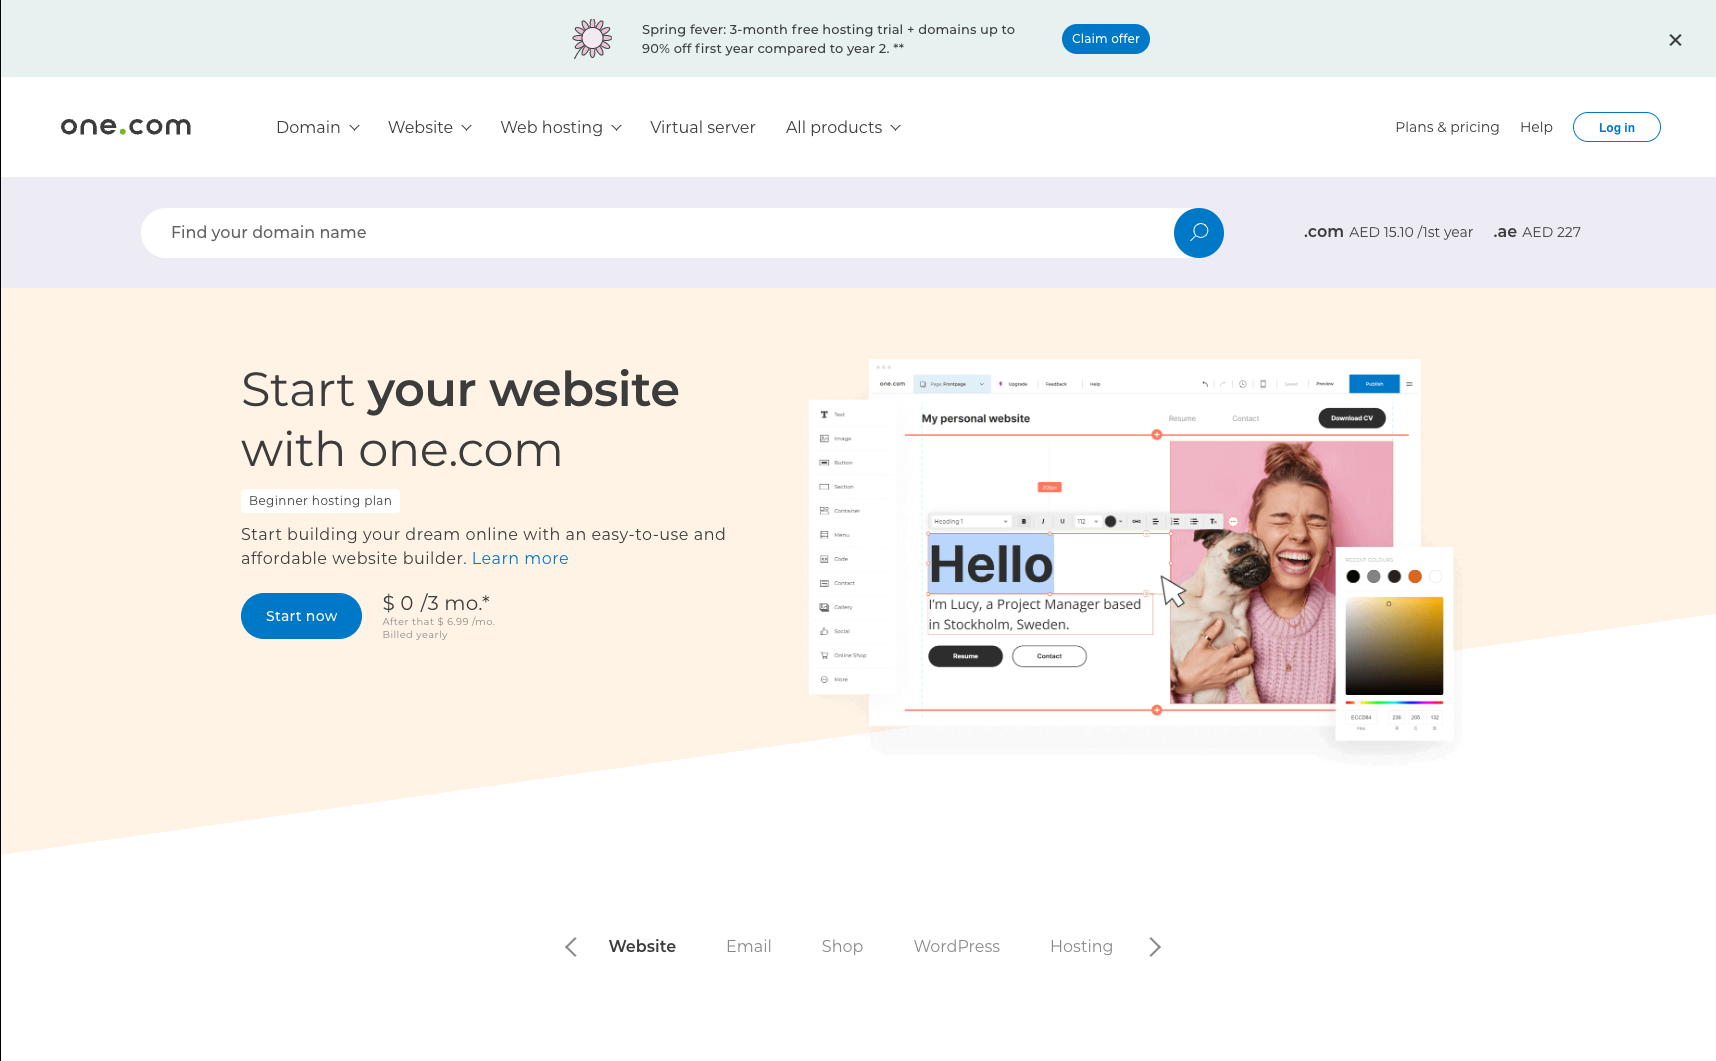 Spring fever: 3-month free hosting trial + domains up to
90% off first year compared to year 2. **
Claim offer
one.com
Domain
Website
Web hosting
Virtual server
All products
Plans & pricing
Help
Log in
Find your domain name
.com AED 15.10 /1st year
.ae AED 227
Start your website
with one.com
Beginner hosting plan
Start building your dream online with an easy-to-use and
affordable website builder. Learn more
Start now
$ 0 /3 mo.*
After that $ 6.99 /mo.
Billed yearly
one.com
Page: Frontpage
Upgrade
Feedback
Help
Saved
Preview
Publish
Text
Image
Button
Section
Container
Menu
Code
Contact
Gallery
Social
Online Shop
More
My personal website
Resume
Contact
Download CV
Heading 1
B
I
U
112
Hello
I'm Lucy, a Project Manager based
in Stockholm, Sweden.
Resume
Contact
RECENT COLOURS
Hex
R
G
Website
Email
Shop
WordPress
Hosting